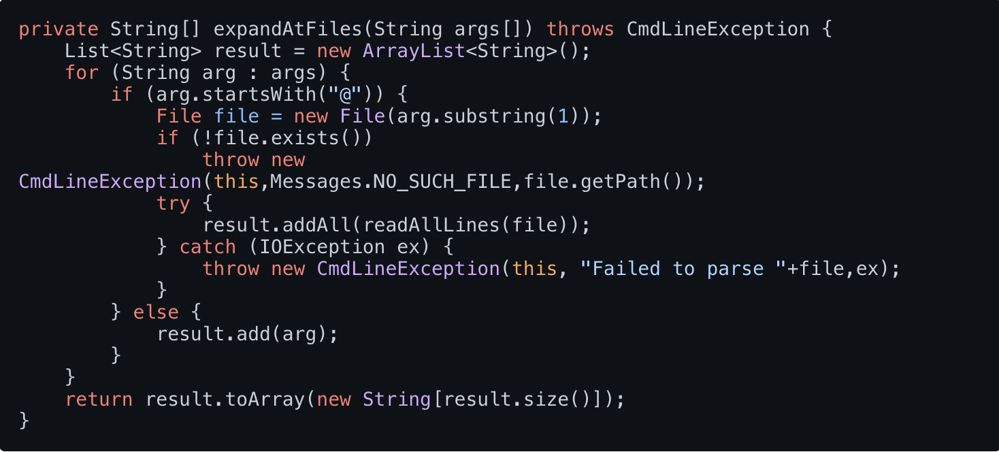 private String[] expandAtFiles(String args[]) throws CmdLineException {
    List<String> result = new ArrayList<String>();
    for (String arg : args) {
        if (arg.startsWith("@")) {
            File file = new File(arg.substring(1));
            if (!file.exists())
                throw new
CmdLineException(this,Messages.NO_SUCH_FILE,file.getPath());
            try {
                result.addAll(readAllLines(file));
            } catch (IOException ex) {
                throw new CmdLineException(this, "Failed to parse "+file,ex);
            }
        } else {
            result.add(arg);
        }
    }
    return result.toArray(new String[result.size()]);
}